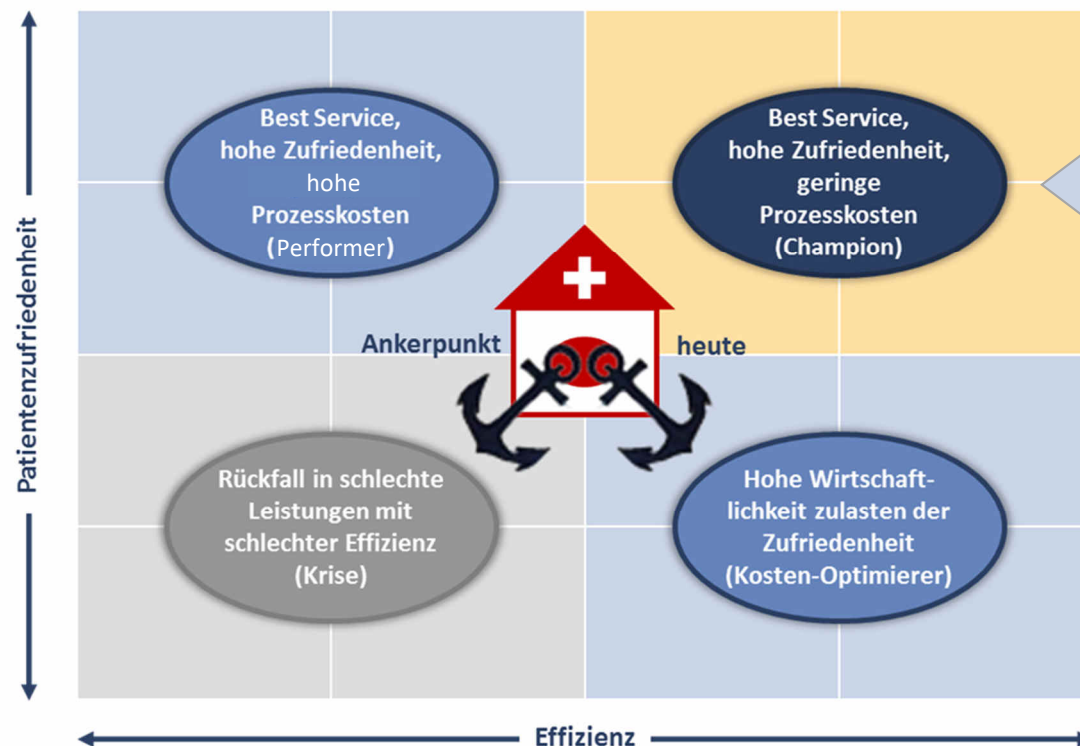 Patientenzufriedenheit
Best Service,
hohe Zufriedenheit,
hohe
Prozesskosten
(Performer)
Best Service,
hohe Zufriedenheit,
geringe
Prozesskosten
(Champion)
Ankerpunkt heute
Rückfall in schlechte
Leistungen mit
schlechter Effizienz
(Krise)
Hohe Wirtschaft-
lichkeit zulasten der
Zufriedenheit
(Kosten-Optimierer)
Effizienz